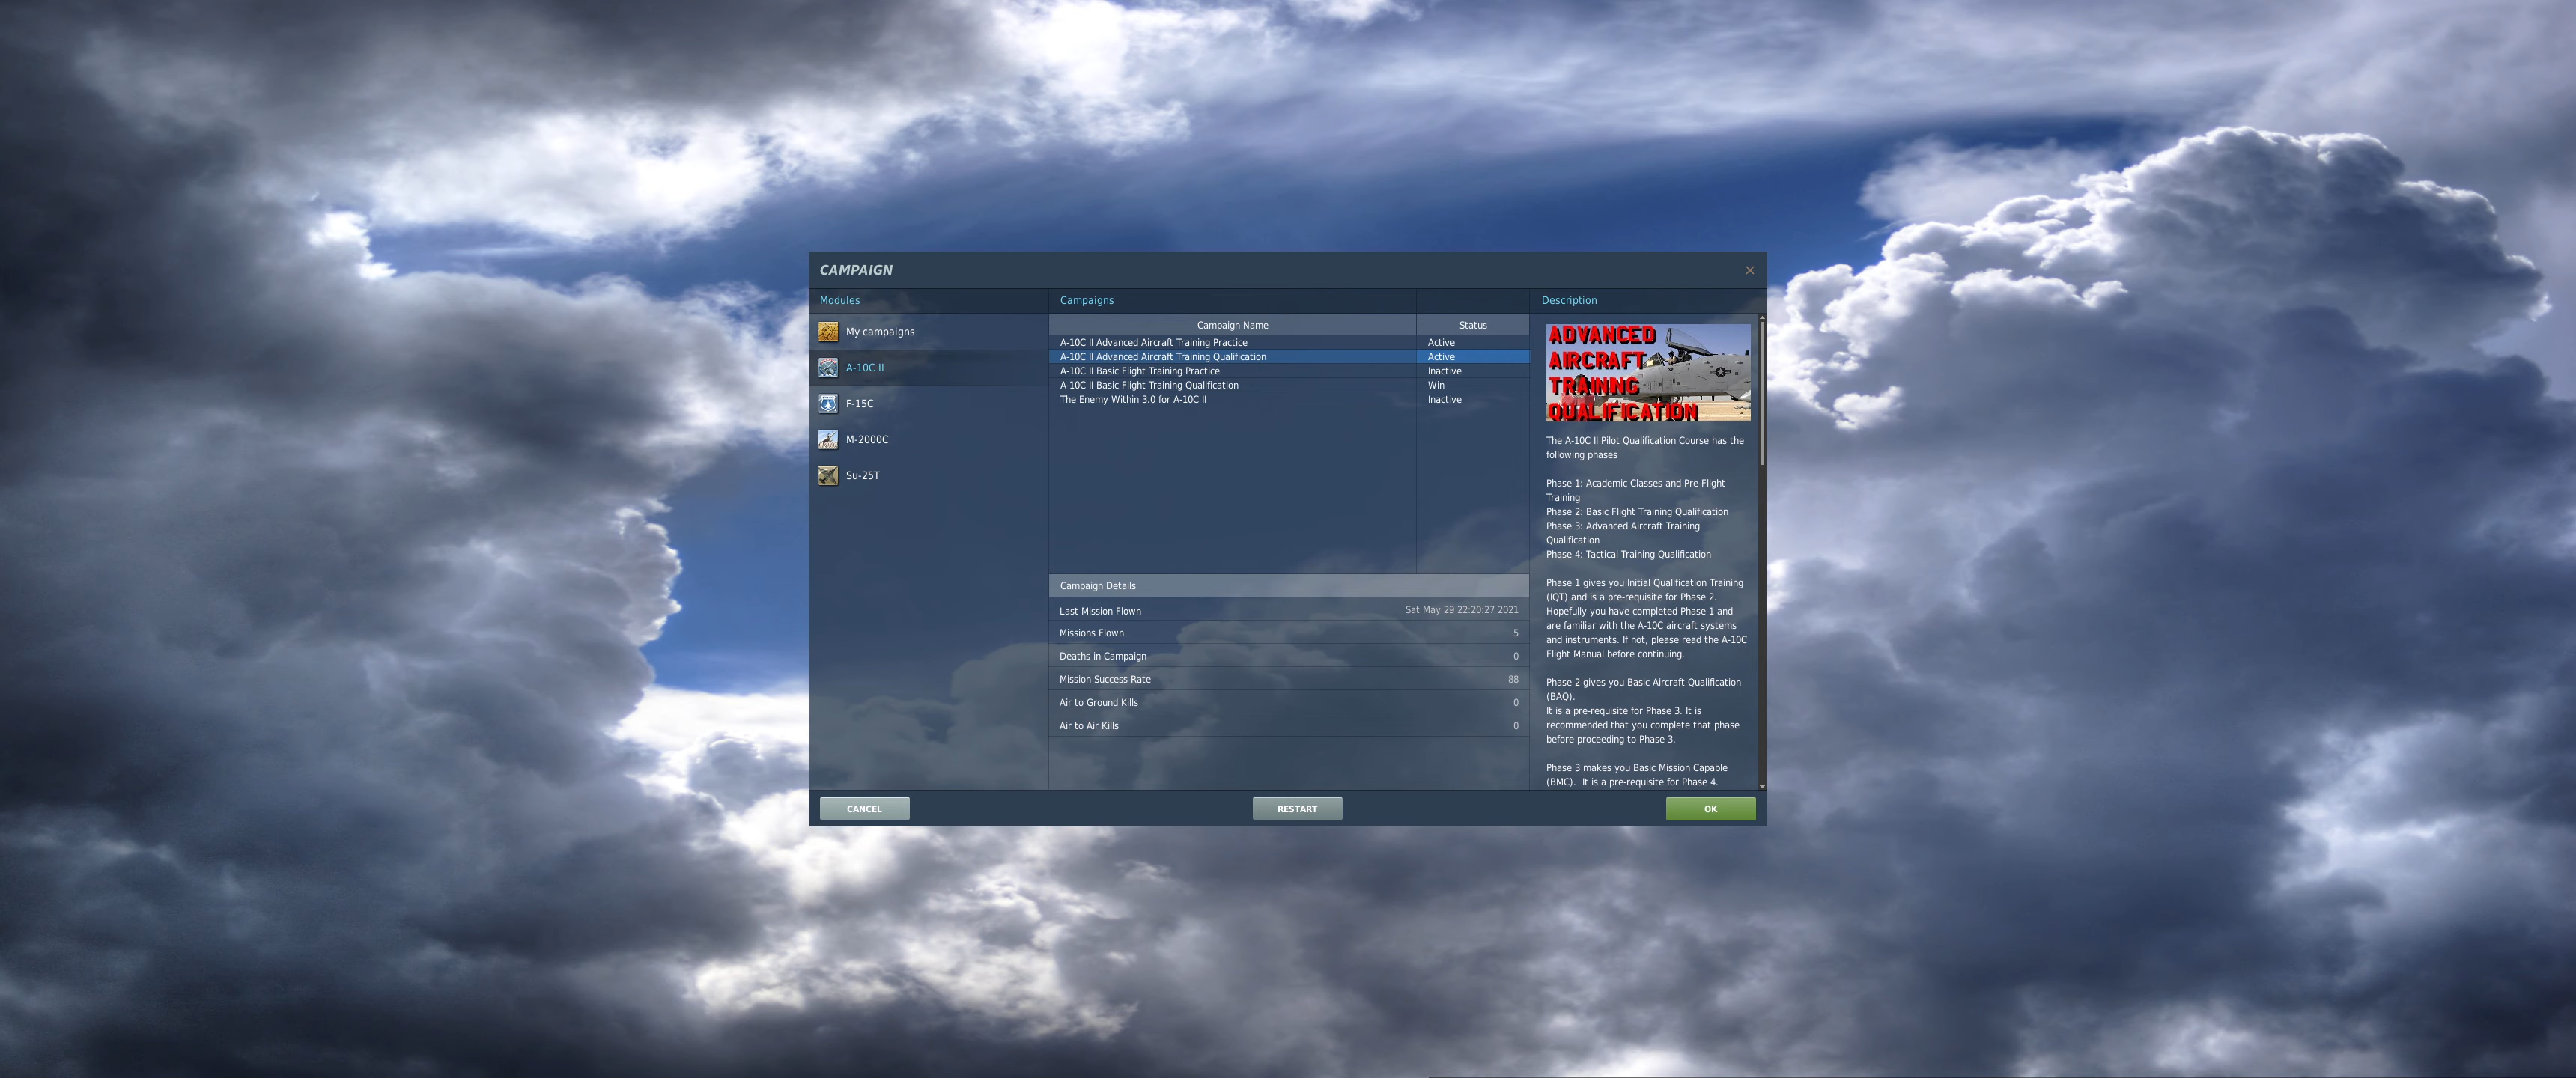 CAMPAIGN
Modules
My campaigns
A-10C II
F-15C
M-2000C
Su-25T
Campaigns
Campaign Name Status
A-10C II Advanced Aircraft Training Practice Active
A-10C II Advanced Aircraft Training Qualification Active
A-10C II Basic Flight Training Practice Inactive
A-10C II Basic Flight Training Qualification Win
The Enemy Within 3.0 for A-10C II Inactive
Campaign Details
Last Mission Flown Sat May 29 22:20:27 2021
Missions Flown 5
Deaths in Campaign 0
Mission Success Rate 88
Air to Ground Kills 0
Air to Air Kills 0
Description
ADVANCED
AIRCRAFT
TRAINING
QUALIFICATION
The A-10C II Pilot Qualification Course has the
following phases
Phase 1: Academic Classes and Pre-Flight
Training
Phase 2: Basic Flight Training Qualification
Phase 3: Advanced Aircraft Training
Qualification
Phase 4: Tactical Training Qualification
Phase 1 gives you Initial Qualification Training
(IQT) and is a pre-requisite for Phase 2.
Hopefully you have completed Phase 1 and
are familiar with the A-10C aircraft systems
and instruments. If not, please read the A-10C
Flight Manual before continuing.
Phase 2 gives you Basic Aircraft Qualification
(BAQ).
It is a pre-requisite for Phase 3. It is
recommended that you complete that phase
before proceeding to Phase 3.
Phase 3 makes you Basic Mission Capable
(BMC). It is a pre-requisite for Phase 4.
CANCEL
RESTART
OK